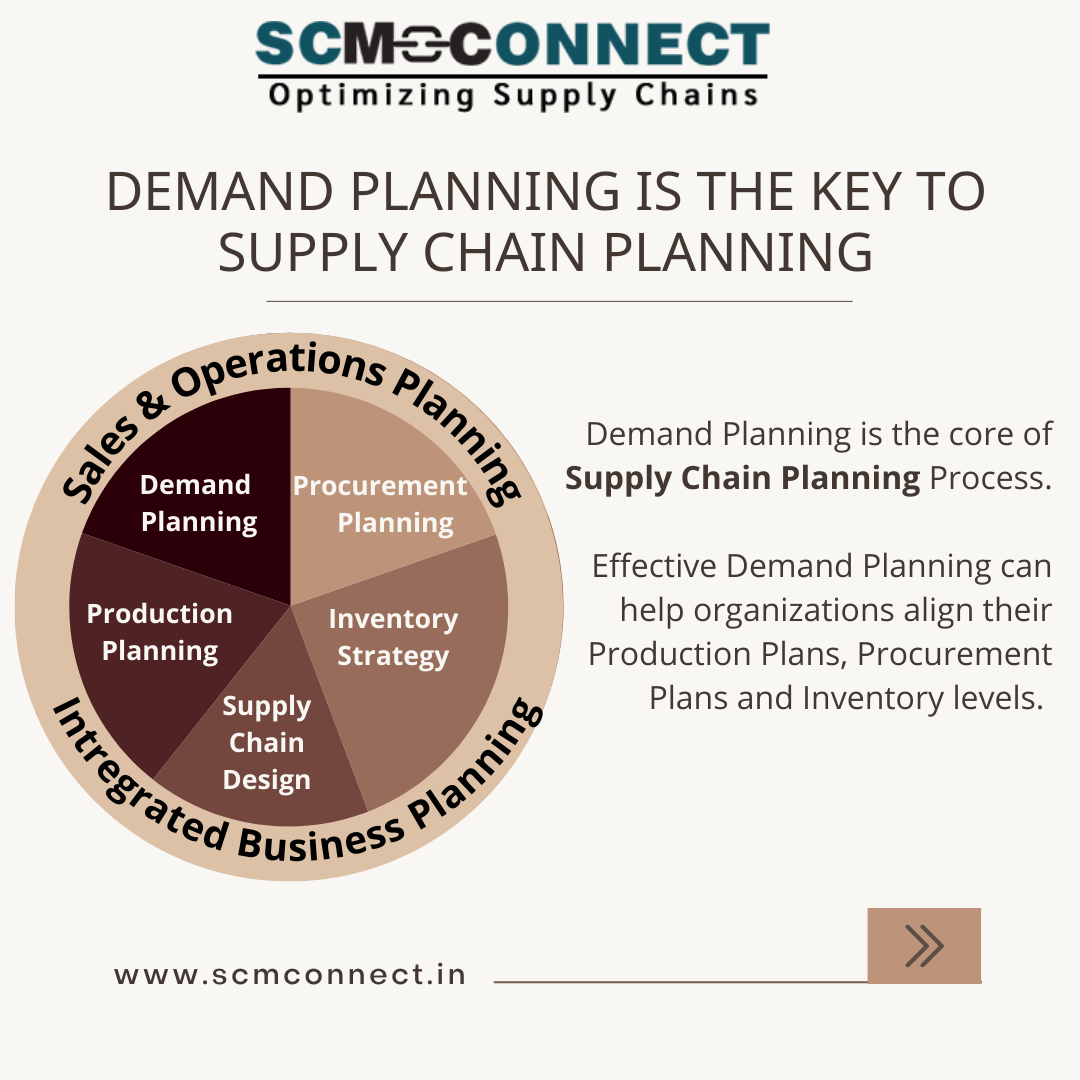 SCM CONNECT
Optimizing Supply Chains
DEMAND PLANNING IS THE KEY TO
SUPPLY CHAIN PLANNING
Sales & Operations Planning
Demand
Planning
Procurement
Planning
Production
Planning
Inventory
Strategy
Supply
Chain
Design
Intregrated Business Planning
Demand Planning is the core of
Supply Chain Planning Process.
Effective Demand Planning can
help organizations align their
Production Plans, Procurement
Plans and Inventory levels.
www.scmconnect.in